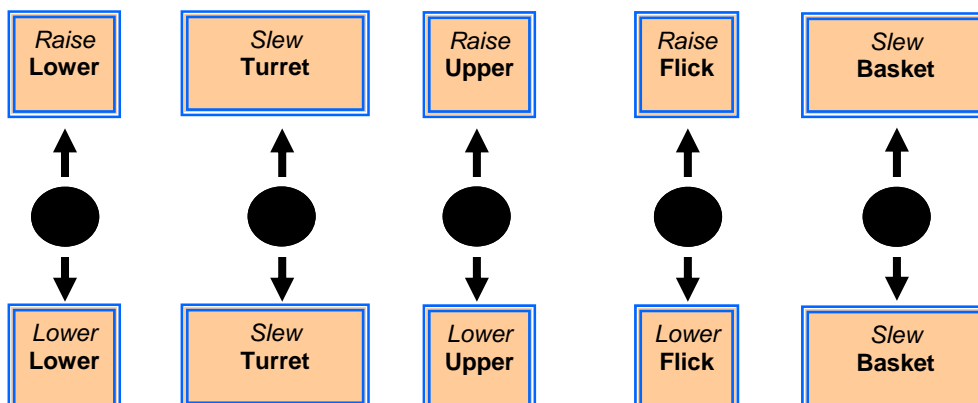 Raise
Lower
Slew
Turret
Raise
Upper
Raise
Flick
Slew
Basket
Lower
Lower
Slew
Turret
Lower
Upper
Lower
Flick
Slew
Basket